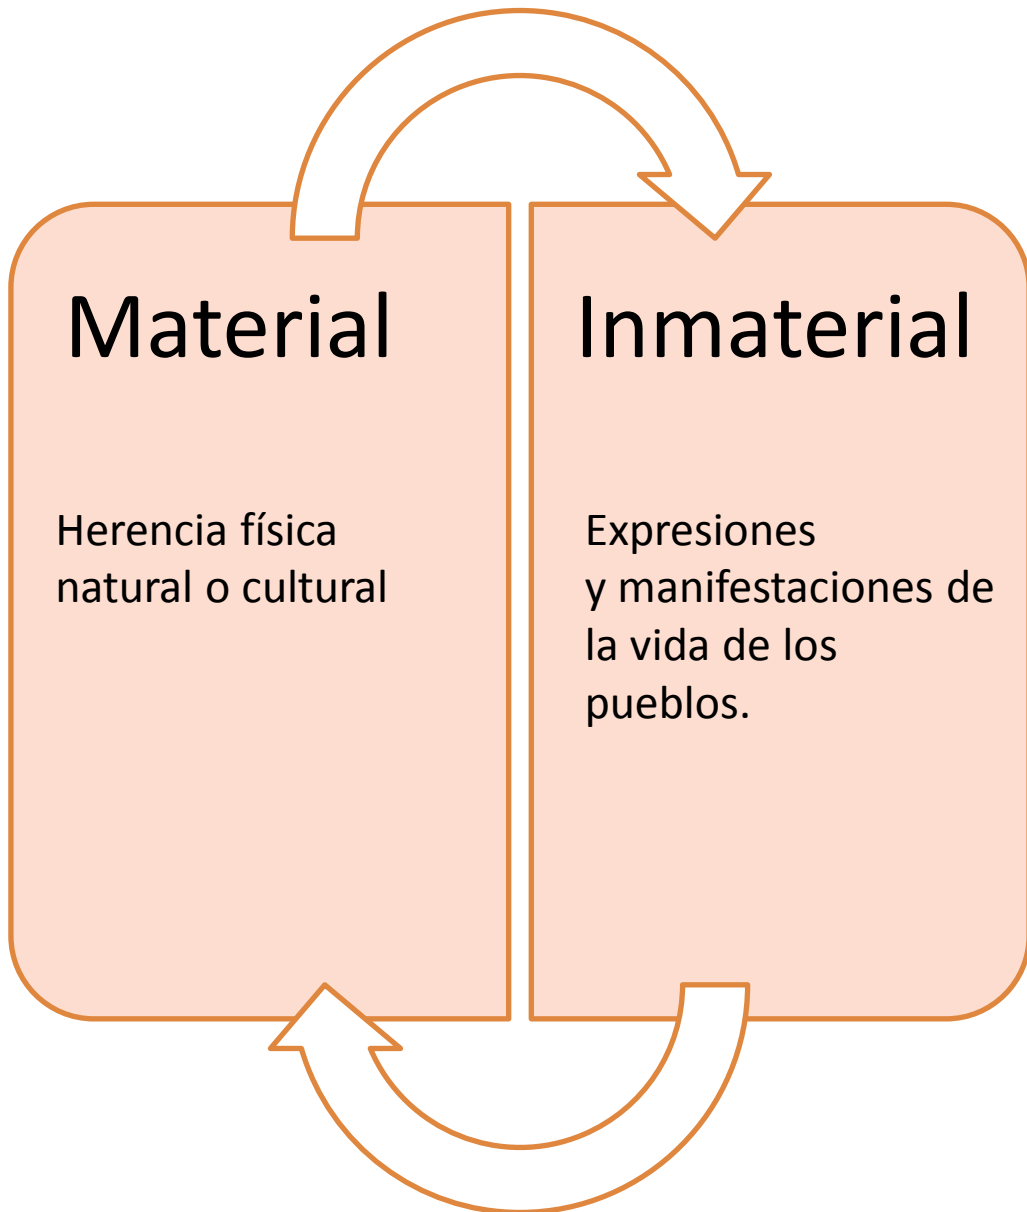 Material
Herencia física
natural o cultural
Inmaterial
Expresiones
y manifestaciones de
la vida de los
pueblos.